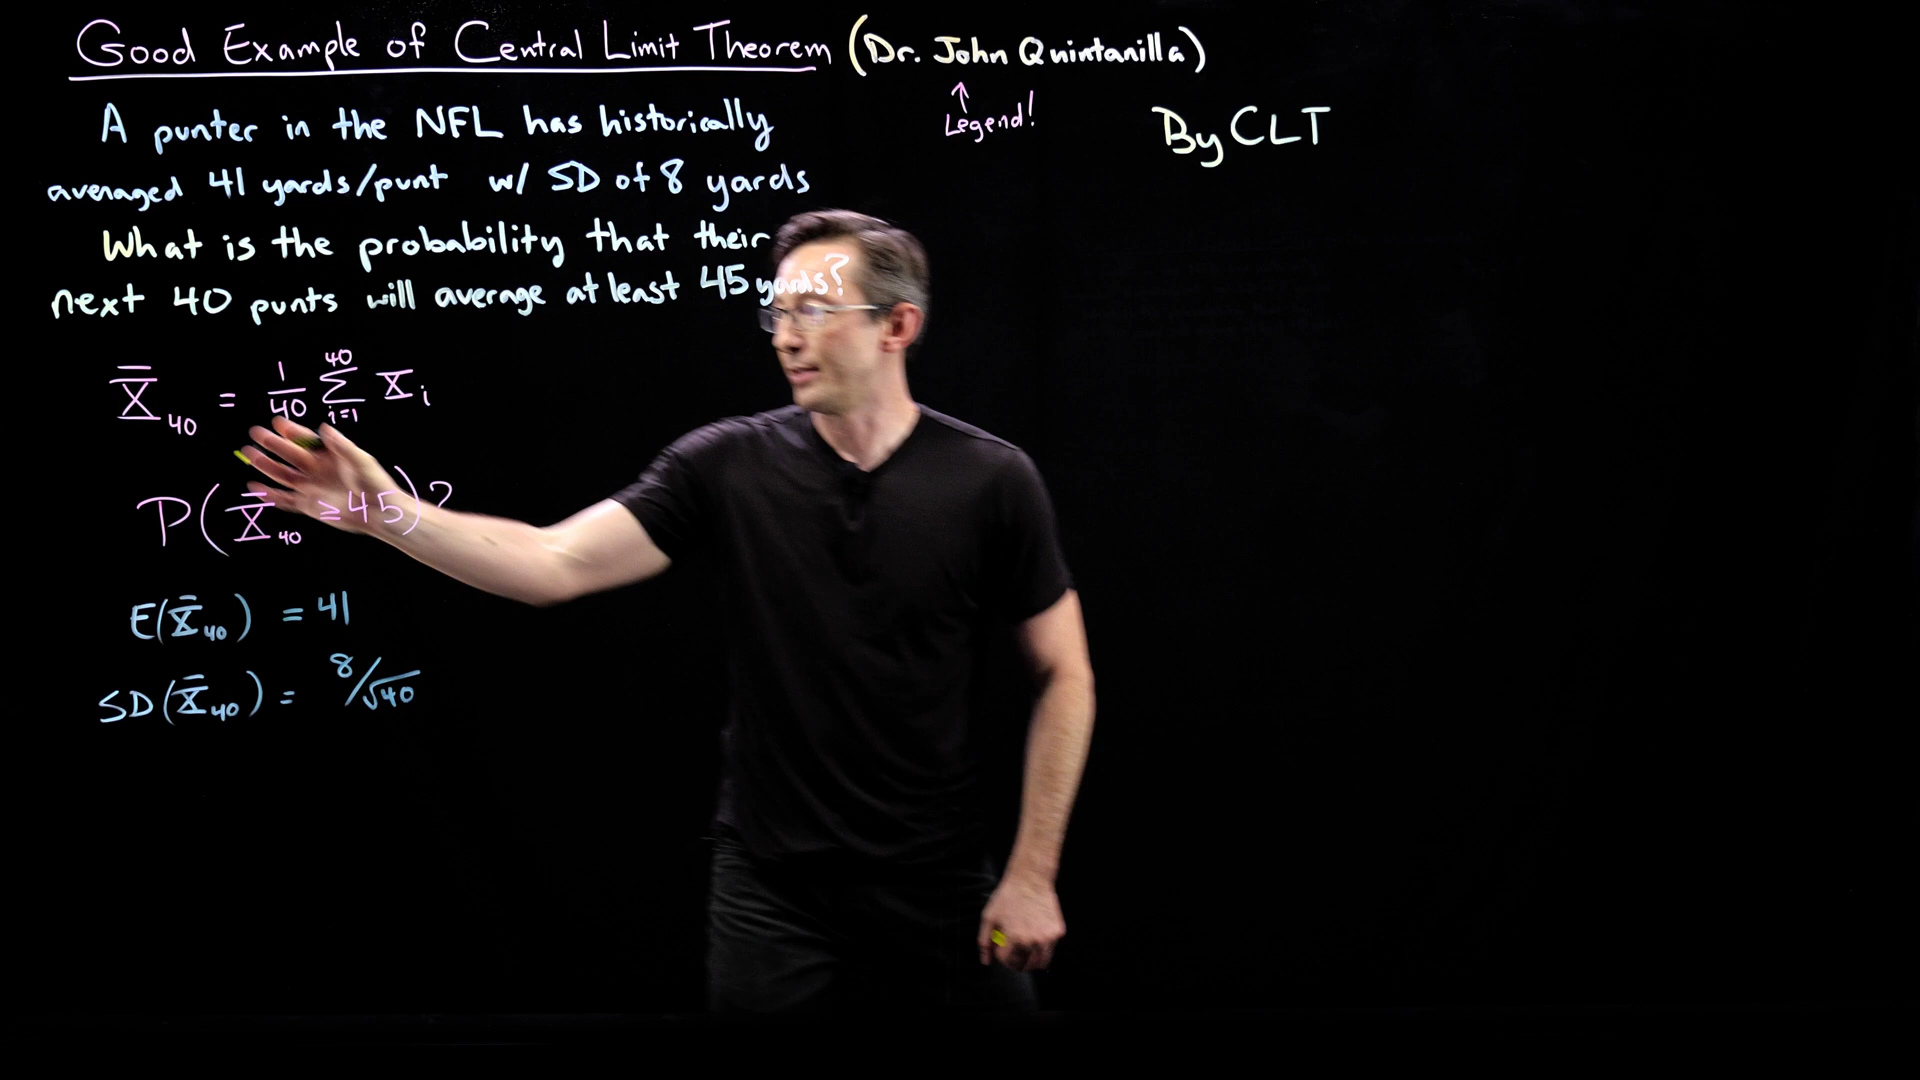 Good Example of Central Limit Theorem (Dr. John Quintanilla)
↑
Legend!
A punter in the NFL has historically
averaged 41 yards/punt w/ SD of 8 yards
What is the probability that their
next 40 punts will average at least 45 yards?
X̄₄₀ = 1/40 ∑ᵢ₌₁⁴⁰ Xᵢ
P(X̄₄₀ ≥ 45)?
E(X̄₄₀) = 41
SD(X̄₄₀) = 8/√40
By CLT